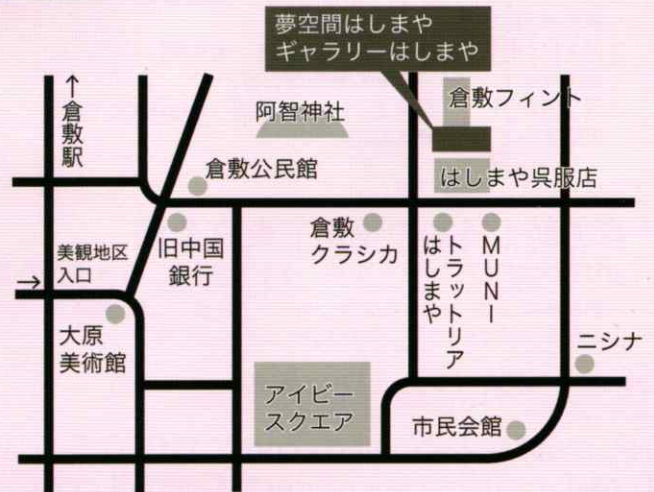 夢空間はしまや
ギャラリーはしまや
↑倉敷駅
阿智神社
倉敷フィント
倉敷公民館
はしまや呉服店
旧中国
銀行
倉敷
クラシカ
トラットリア
はしまや
MUNI
→
美観地区
入口
大原
美術館
ニシナ
アイビー
スクエア
市民会館